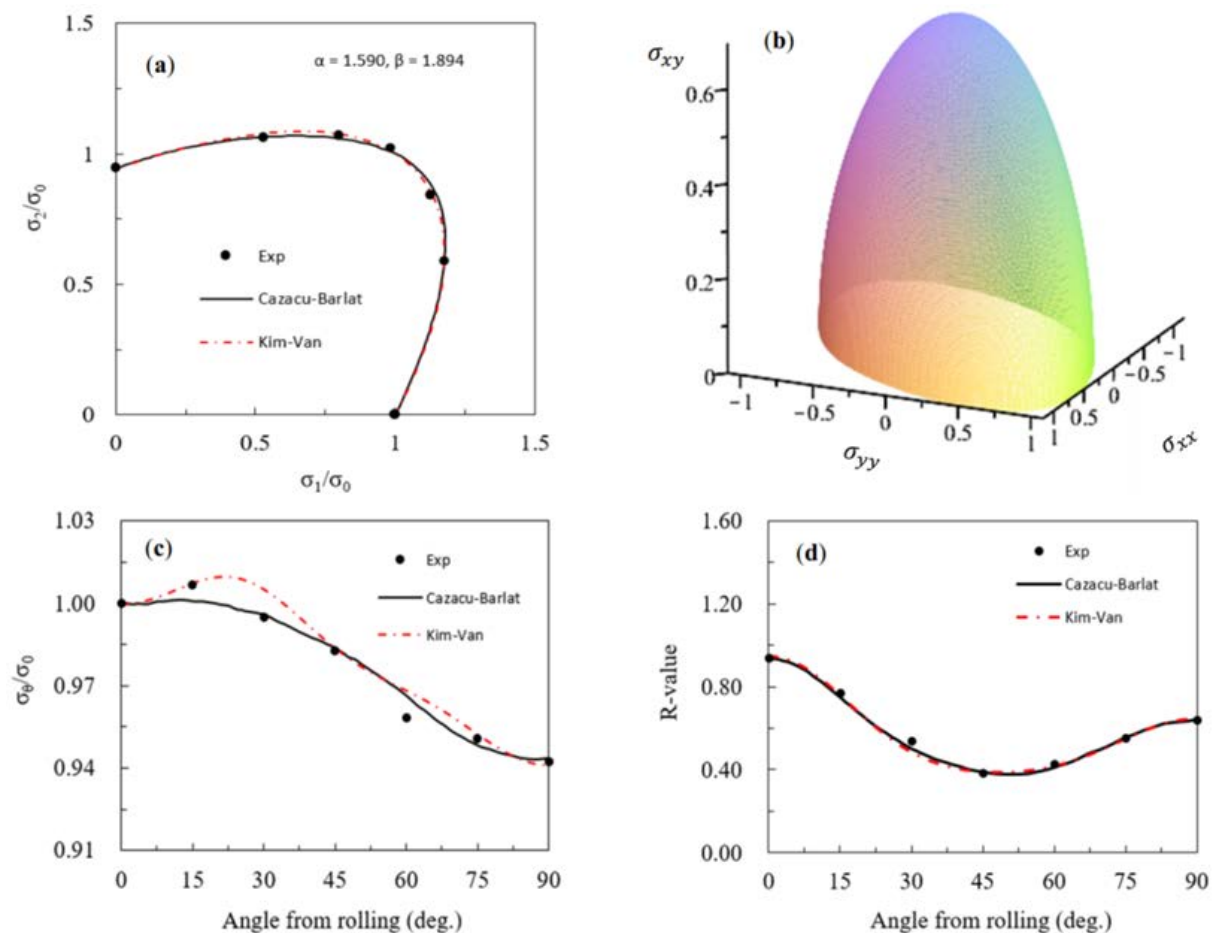 1.5
(a)
α = 1.590, β = 1.894
1
σ₂/σ₀
0.5
0
Exp
Cazacu-Barlat
Kim-Van
0
0.5
1
1.5
σ₁/σ₀
(b)
σxy
0.6
0.4
0.2
0
−1
−0.5
0
0.5
1
σyy
1
0.5
0
−0.5
−1
σxx
1.03
(c)
Exp
Cazacu-Barlat
Kim-Van
1.00
σθ/σ₀
0.97
0.94
0.91
0
15
30
45
60
75
90
Angle from rolling (deg.)
1.60
(d)
Exp
Cazacu-Barlat
Kim-Van
1.20
R-value
0.80
0.40
0.00
0
15
30
45
60
75
90
Angle from rolling (deg.)